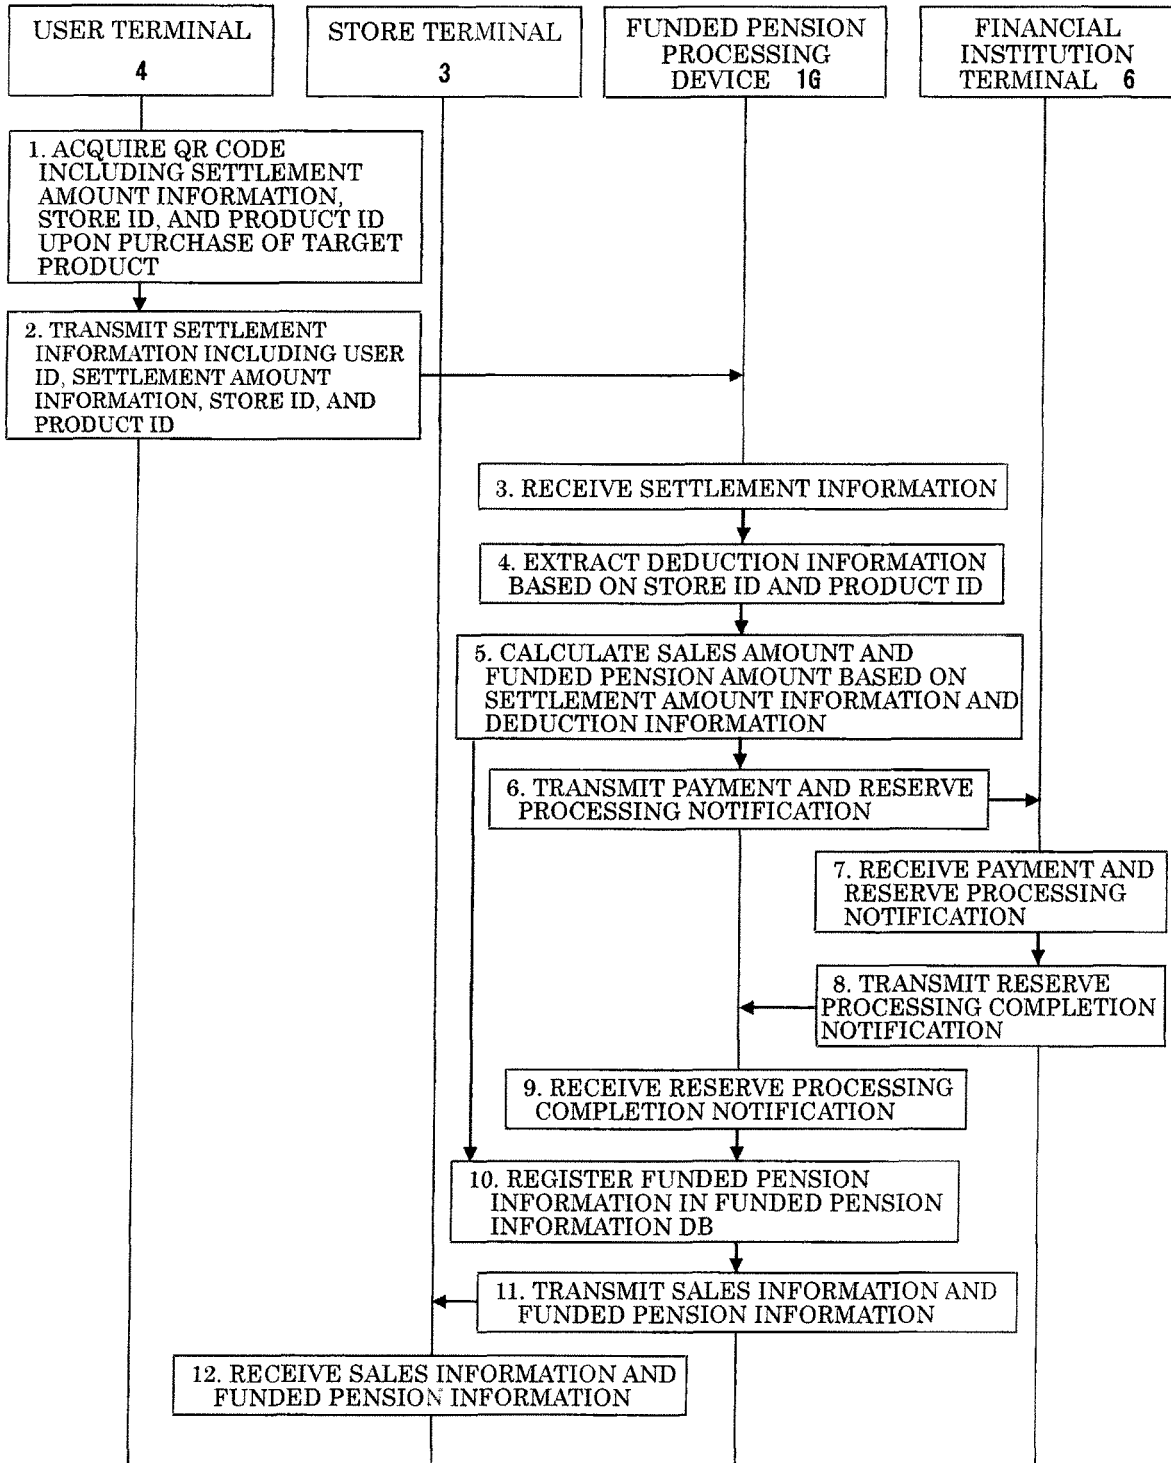 USER TERMINAL
4
STORE TERMINAL
3
FUNDED PENSION
PROCESSING
DEVICE 1G
FINANCIAL
INSTITUTION
TERMINAL 6
1. ACQUIRE QR CODE
INCLUDING SETTLEMENT
AMOUNT INFORMATION,
STORE ID, AND PRODUCT ID
UPON PURCHASE OF TARGET
PRODUCT
2. TRANSMIT SETTLEMENT
INFORMATION INCLUDING USER
ID, SETTLEMENT AMOUNT
INFORMATION, STORE ID, AND
PRODUCT ID
3. RECEIVE SETTLEMENT INFORMATION
4. EXTRACT DEDUCTION INFORMATION
BASED ON STORE ID AND PRODUCT ID
5. CALCULATE SALES AMOUNT AND
FUNDED PENSION AMOUNT BASED ON
SETTLEMENT AMOUNT INFORMATION AND
DEDUCTION INFORMATION
6. TRANSMIT PAYMENT AND RESERVE
PROCESSING NOTIFICATION
7. RECEIVE PAYMENT AND
RESERVE PROCESSING
NOTIFICATION
8. TRANSMIT RESERVE
PROCESSING COMPLETION
NOTIFICATION
9. RECEIVE RESERVE PROCESSING
COMPLETION NOTIFICATION
10. REGISTER FUNDED PENSION
INFORMATION IN FUNDED PENSION
INFORMATION DB
11. TRANSMIT SALES INFORMATION AND
FUNDED PENSION INFORMATION
12. RECEIVE SALES INFORMATION AND
FUNDED PENSION INFORMATION